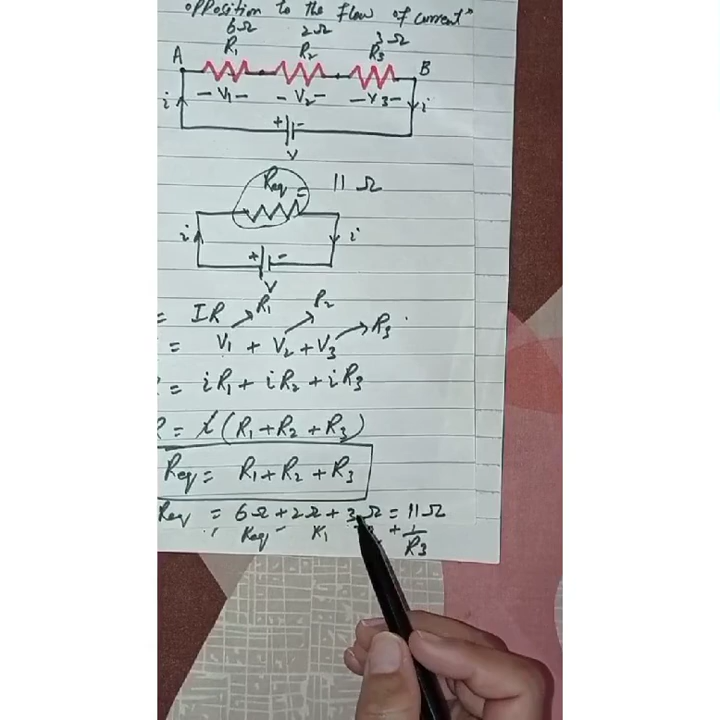 opposition to the flow of current"
6Ω 2Ω 3Ω
A R₁ R₂ R₃ B
i -V₁- -V₂- -V₃- i
+ -
V
Req = 11Ω
i + - i
V
= IR R₁ R₂
= V₁ + V₂ + V₃ R₃
= iR₁ + iR₂ + iR₃
R = i(R₁+R₂+R₃)
Req = R₁+R₂+R₃
Req = 6Ω+2Ω+3Ω = 11Ω
Req R₁ + 1/R₃